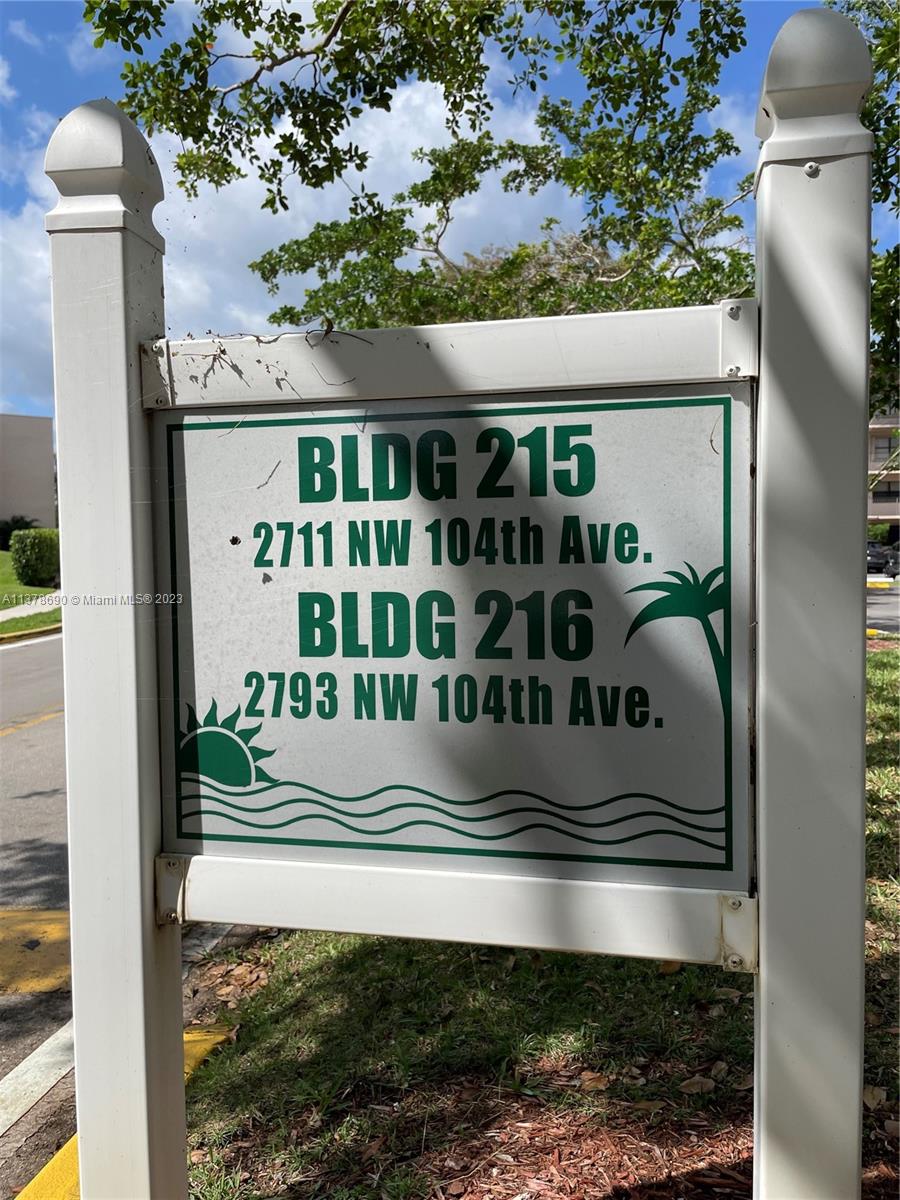 BLDG 215
2711 NW 104th Ave.
BLDG 216
2793 NW 104th Ave.
A11378690 © Miami MLS® 2023